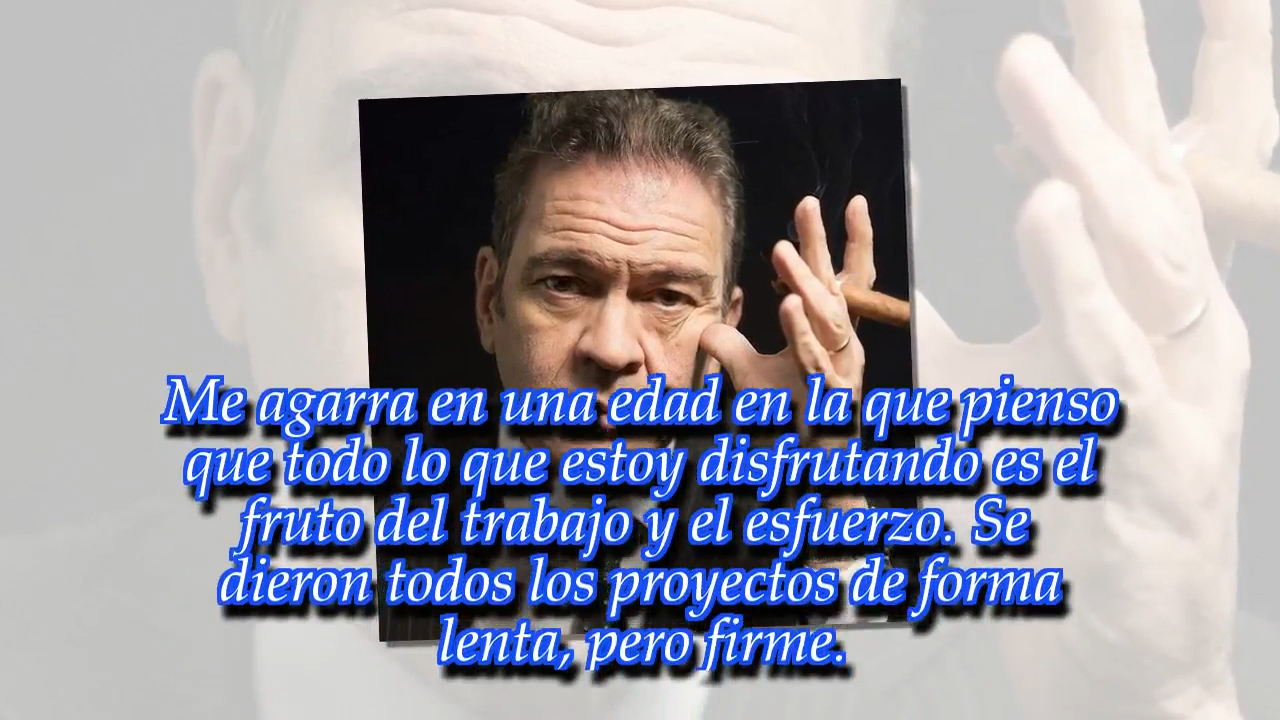 Me agarra en una edad en la que pienso
que todo lo que estoy disfrutando es el
fruto del trabajo y el esfuerzo. Se
dieron todos los proyectos de forma
lenta, pero firme.